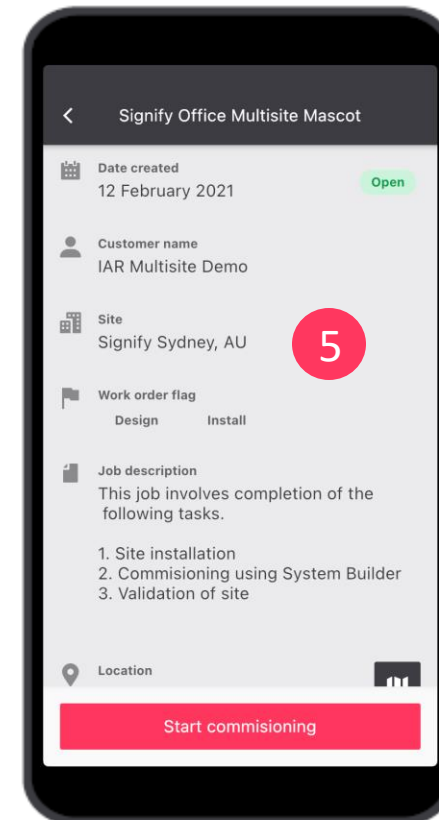 Signify Office Multisite Mascot
Date created
12 February 2021
Open
Customer name
IAR Multisite Demo
Site
Signify Sydney, AU
5
Work order flag
Design Install
Job description
This job involves completion of the
following tasks.
1. Site installation
2. Commisioning using System Builder
3. Validation of site
Location
Start commisioning